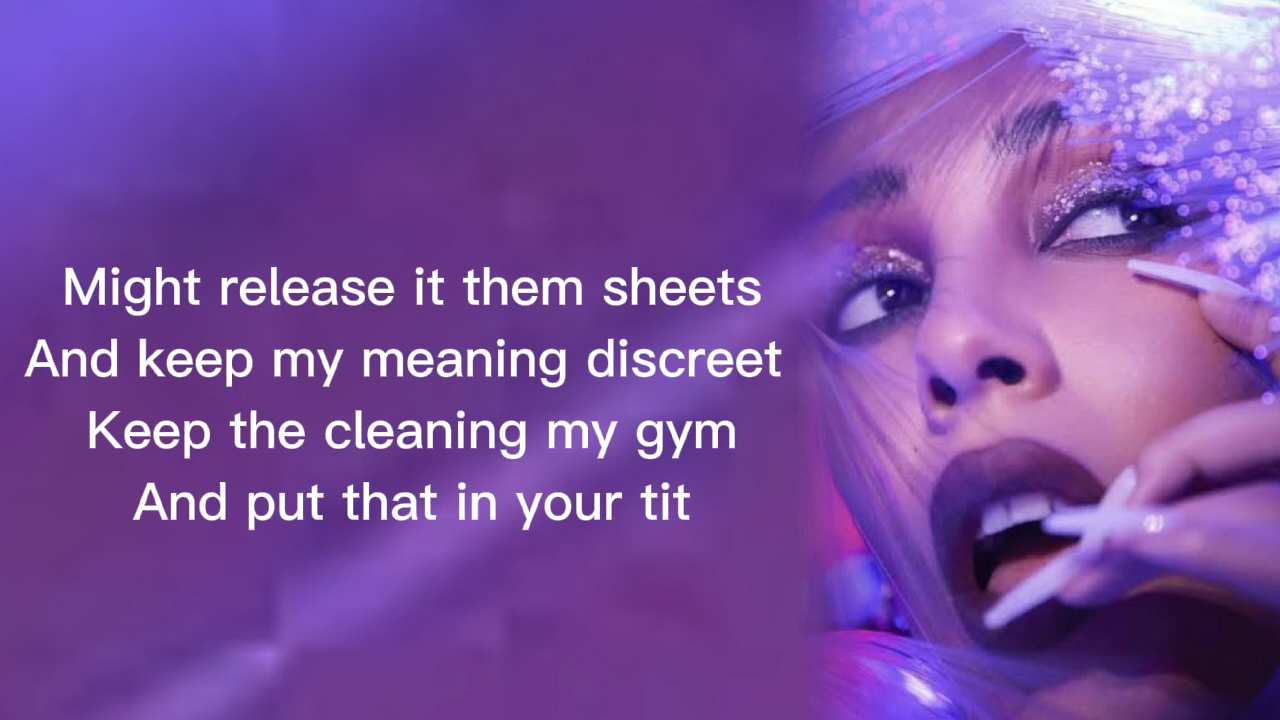 Might release it them sheets
And keep my meaning discreet
Keep the cleaning my gym
And put that in your tit